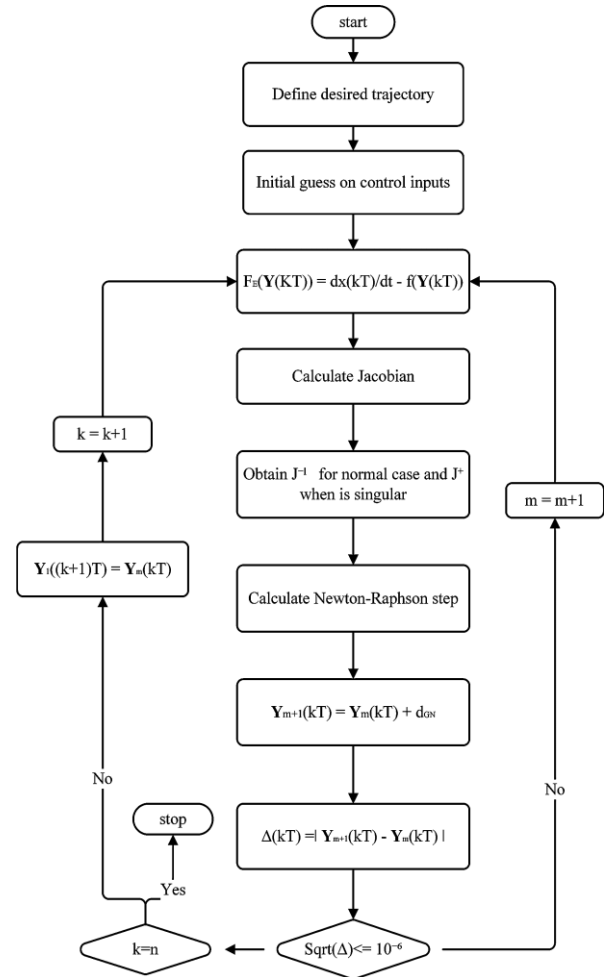 start
Define desired trajectory
Initial guess on control inputs
F_E(Y(KT)) = dx(kT)/dt - f(Y(kT))
Calculate Jacobian
k = k+1
Obtain J⁻¹ for normal case and J⁺
when is singular
m = m+1
Y₁((k+1)T) = Yₘ(kT)
Calculate Newton-Raphson step
Yₘ₊₁(kT) = Yₘ(kT) + d_GN
No
No
stop
Δ(kT) =| Yₘ₊₁(kT) - Yₘ(kT) |
Yes
k=n
Sqrt(Δ)<= 10⁻⁶